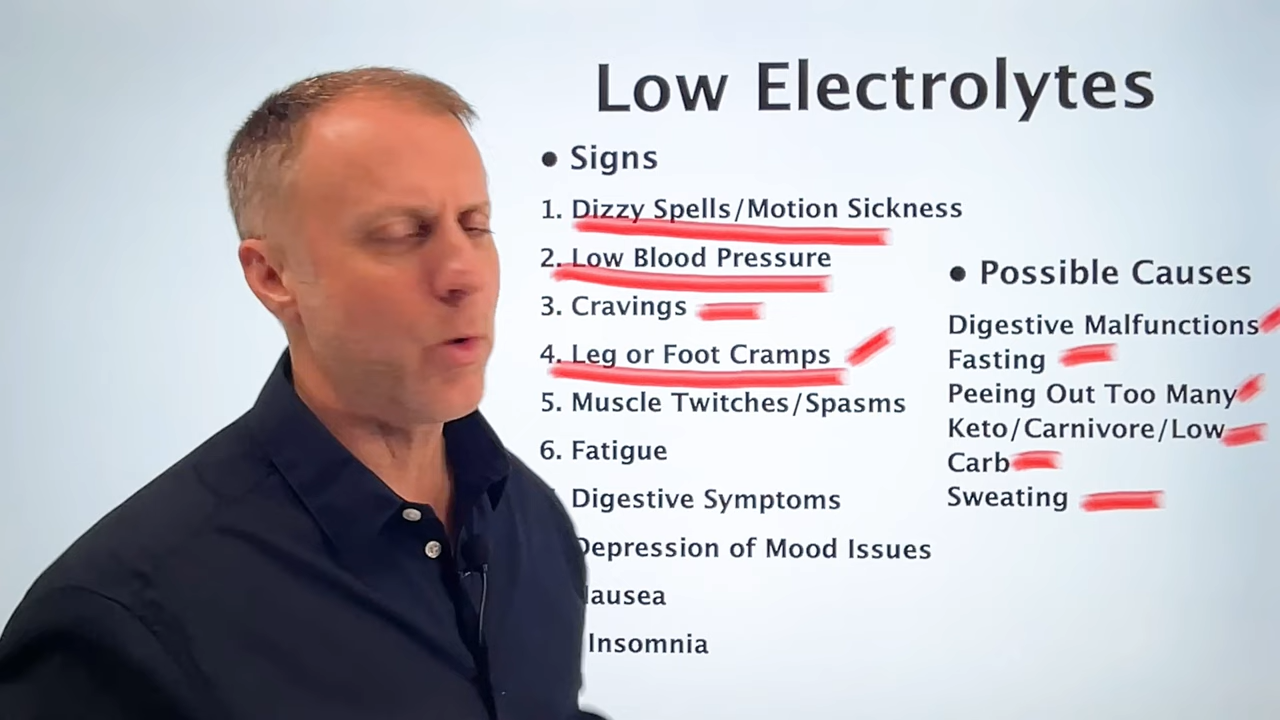 Low Electrolytes
● Signs
1. Dizzy Spells/Motion Sickness
2. Low Blood Pressure
3. Cravings
4. Leg or Foot Cramps
5. Muscle Twitches/Spasms
6. Fatigue
Digestive Symptoms
Depression of Mood Issues
Nausea
Insomnia
● Possible Causes
Digestive Malfunctions
Fasting
Peeing Out Too Many
Keto/Carnivore/Low
Carb
Sweating